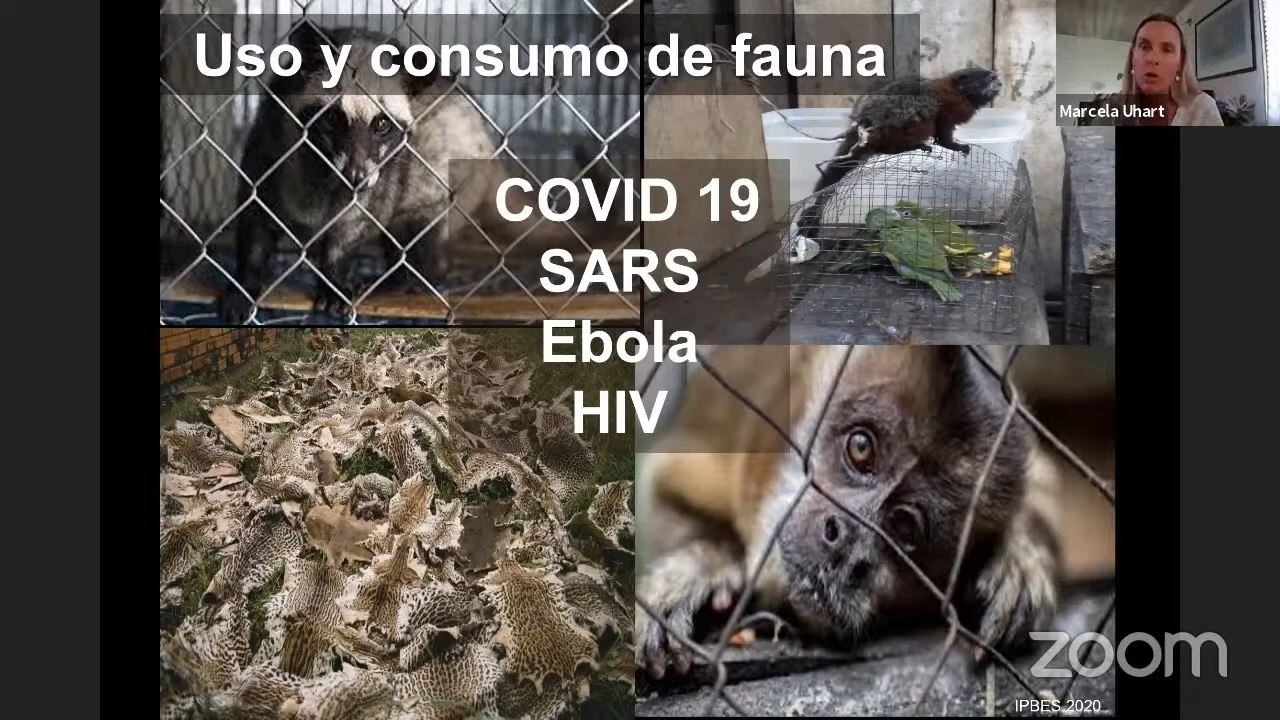 Uso y consumo de fauna
Marcela Uhart
COVID 19
SARS
Ebola
HIV
zoom
IPBES 2020